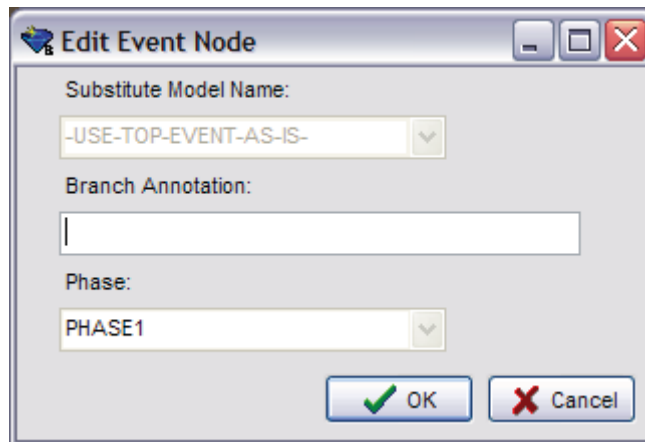 Edit Event Node
Substitute Model Name:
-USE-TOP-EVENT-AS-IS-
Branch Annotation:
Phase:
PHASE1
OK
Cancel